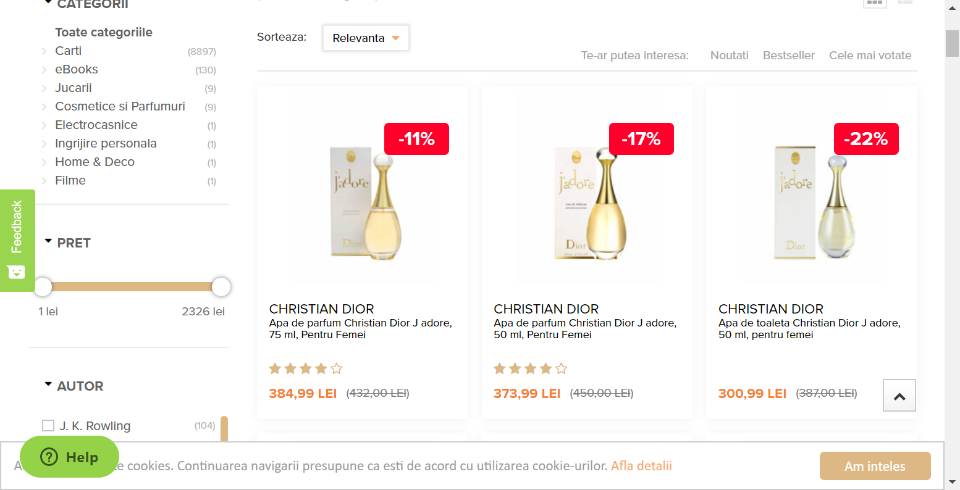 CATEGORII
Toate categoriile
Carti (8897)
eBooks (130)
Jucarii (9)
Cosmetice si Parfumuri (9)
Electrocasnice (1)
Ingrijire personala (1)
Home & Deco (1)
Filme (1)
Feedback
PRET
1 lei 2326 lei
AUTOR
J. K. Rowling (104)
Sorteaza: Relevanta
Te-ar putea interesa: Noutati Bestseller Cele mai votate
-11%
j'adore
Dior
CHRISTIAN DIOR
Apa de parfum Christian Dior J adore,
75 ml, Pentru Femei
384,99 LEI (432,00 LEI)
-17%
j'adore
Dior
CHRISTIAN DIOR
Apa de parfum Christian Dior J adore,
50 ml, Pentru Femei
373,99 LEI (450,00 LEI)
-22%
j'adore
Dior
CHRISTIAN DIOR
Apa de toaleta Christian Dior J adore,
50 ml, pentru femei
300,99 LEI (387,00 LEI)
Help
cookies. Continuarea navigarii presupune ca esti de acord cu utilizarea cookie-urilor. Afla detalii
Am inteles